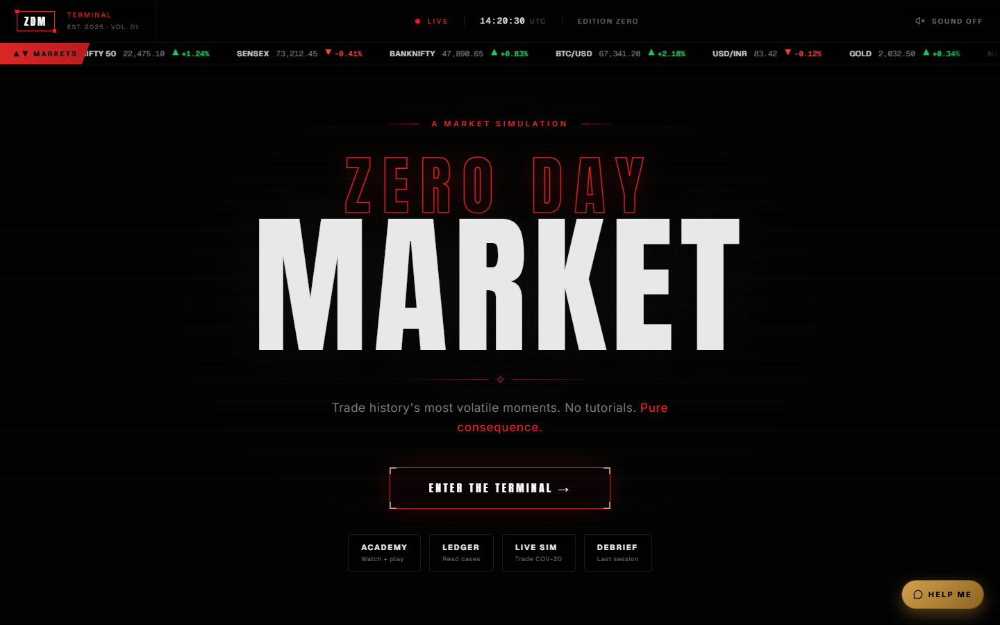 ZDM
TERMINAL
EST. 2025 · VOL. 01
LIVE
14:20:30 UTC
EDITION ZERO
SOUND OFF
▲▼ MARKETS
IFTY 50 22,475.10 ▲ +1.24% SENSEX 73,212.45 ▼ -0.41% BANKNIFTY 47,890.65 ▲ +0.83% BTC/USD 67,341.20 ▲ +2.18% USD/INR 83.42 ▼ -0.12% GOLD 2,032.50 ▲ +0.34%
A MARKET SIMULATION
ZERO DAY
MARKET
Trade history's most volatile moments. No tutorials. Pure
consequence.
ENTER THE TERMINAL →
ACADEMY
Watch + play
LEDGER
Read cases
LIVE SIM
Trade COV-20
DEBRIEF
Last session
HELP ME